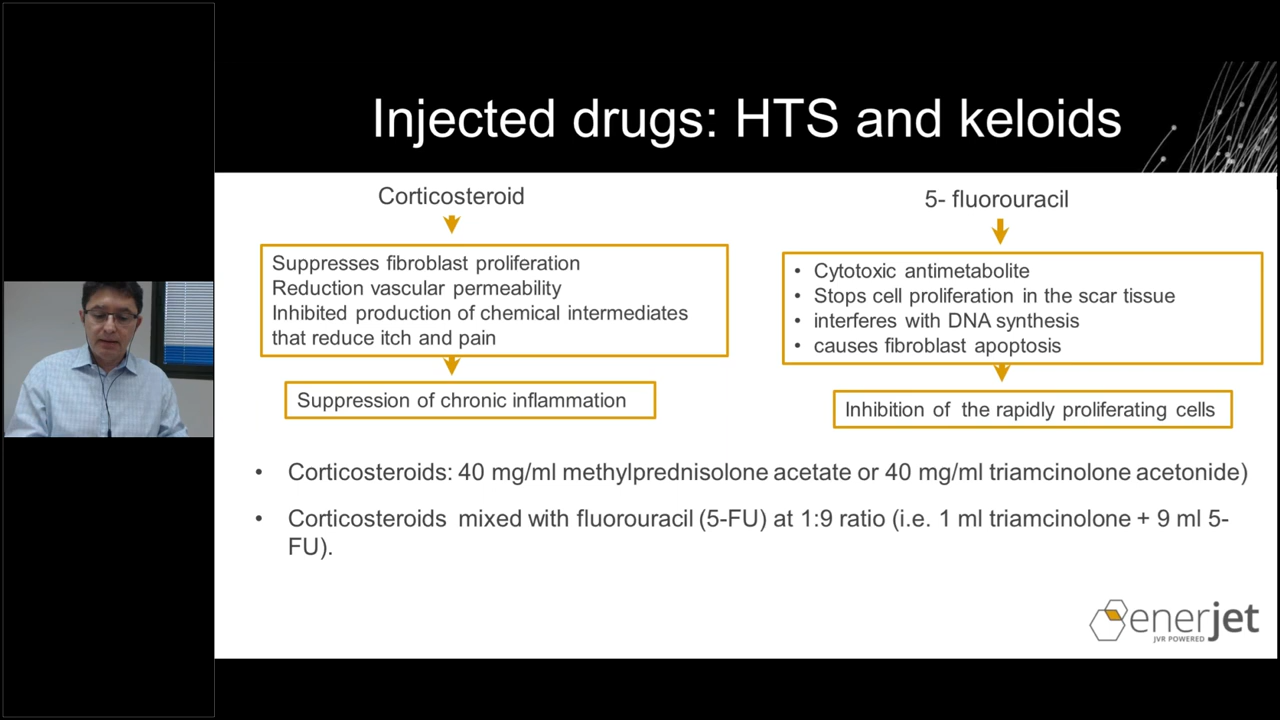 Injected drugs: HTS and keloids
Corticosteroid
Suppresses fibroblast proliferation
Reduction vascular permeability
Inhibited production of chemical intermediates
that reduce itch and pain
Suppression of chronic inflammation
5- fluorouracil
• Cytotoxic antimetabolite
• Stops cell proliferation in the scar tissue
• interferes with DNA synthesis
• causes fibroblast apoptosis
Inhibition of the rapidly proliferating cells
• Corticosteroids: 40 mg/ml methylprednisolone acetate or 40 mg/ml triamcinolone acetonide)
• Corticosteroids mixed with fluorouracil (5-FU) at 1:9 ratio (i.e. 1 ml triamcinolone + 9 ml 5-
FU).
enerjet
JVR POWERED